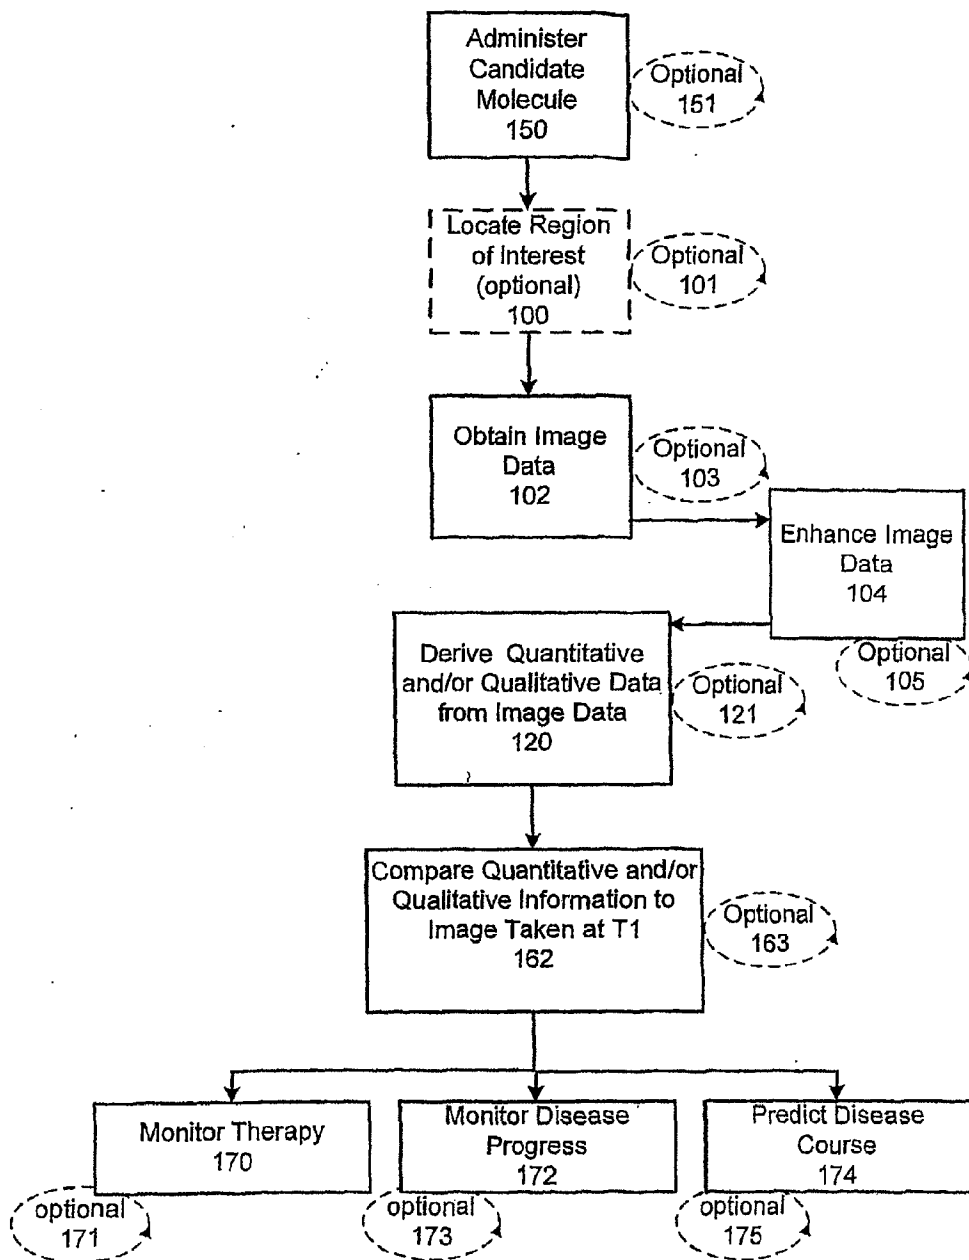 Administer
Candidate
Molecule
150
Optional
151
Locate Region
of Interest
(optional)
100
Optional
101
Obtain Image
Data
102
Optional
103
Enhance Image
Data
104
Optional
105
Derive Quantitative
and/or Qualitative Data
from Image Data
120
Optional
121
Compare Quantitative and/or
Qualitative Information to
Image Taken at T1
162
Optional
163
Monitor Therapy
170
optional
171
Monitor Disease
Progress
172
optional
173
Predict Disease
Course
174
optional
175